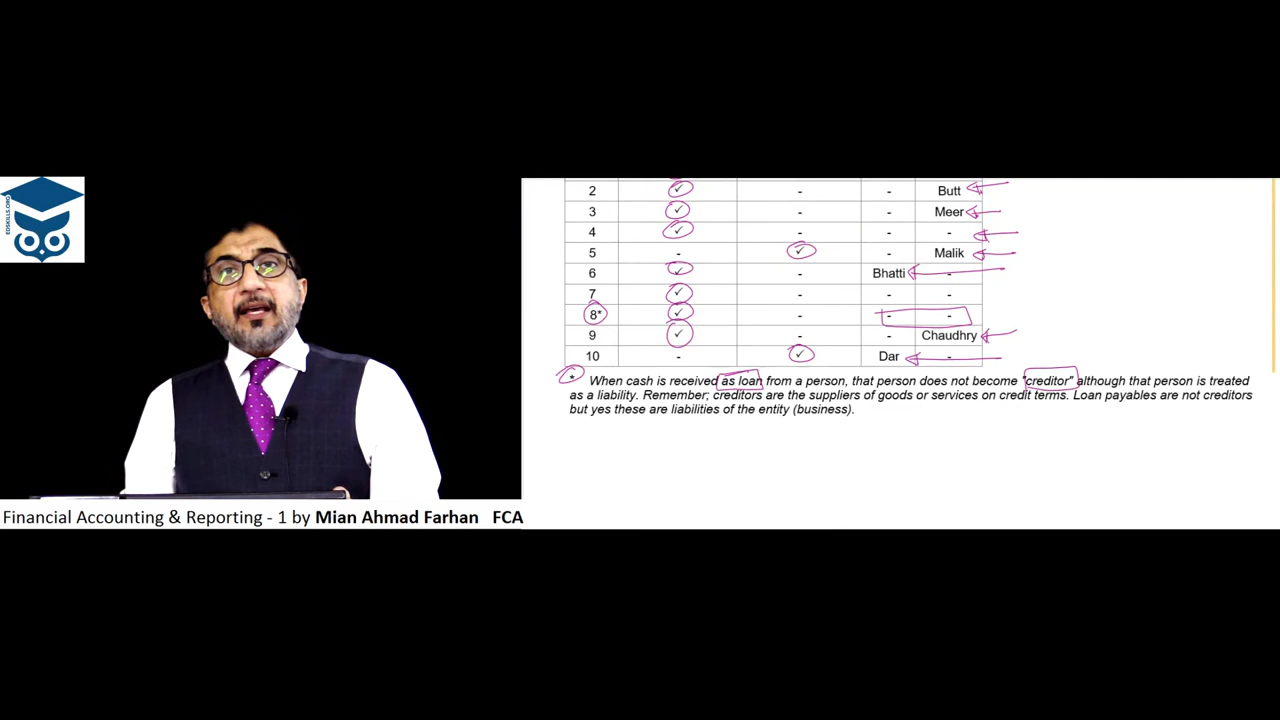 EDSKILLS.ORG
2 ✓ - - Butt
3 ✓ - - Meer
4 ✓ - - -
5 - ✓ - Malik
6 ✓ - Bhatti -
7 ✓ - - -
8* ✓ - - -
9 ✓ - - Chaudhry
10 - ✓ Dar -
* When cash is received as loan from a person, that person does not become "creditor" although that person is treated
as a liability. Remember; creditors are the suppliers of goods or services on credit terms. Loan payables are not creditors
but yes these are liabilities of the entity (business).
Financial Accounting & Reporting - 1 by Mian Ahmad Farhan FCA